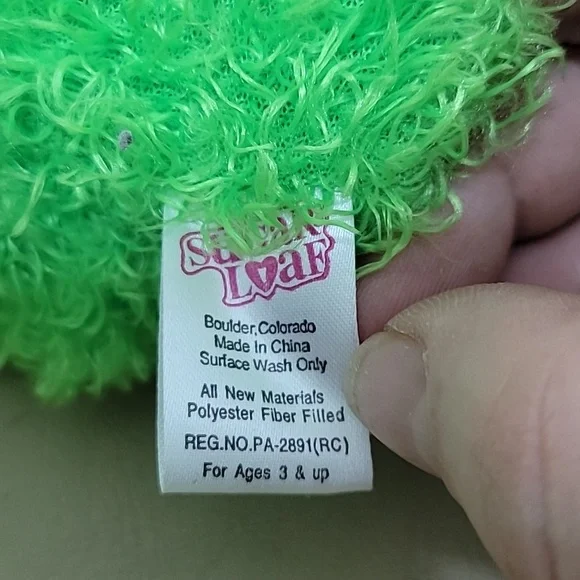 Sugar
Loaf
Boulder,Colorado
Made In China
Surface Wash Only
All New Materials
Polyester Fiber Filled
REG.NO.PA-2891(RC)
For Ages 3 & up